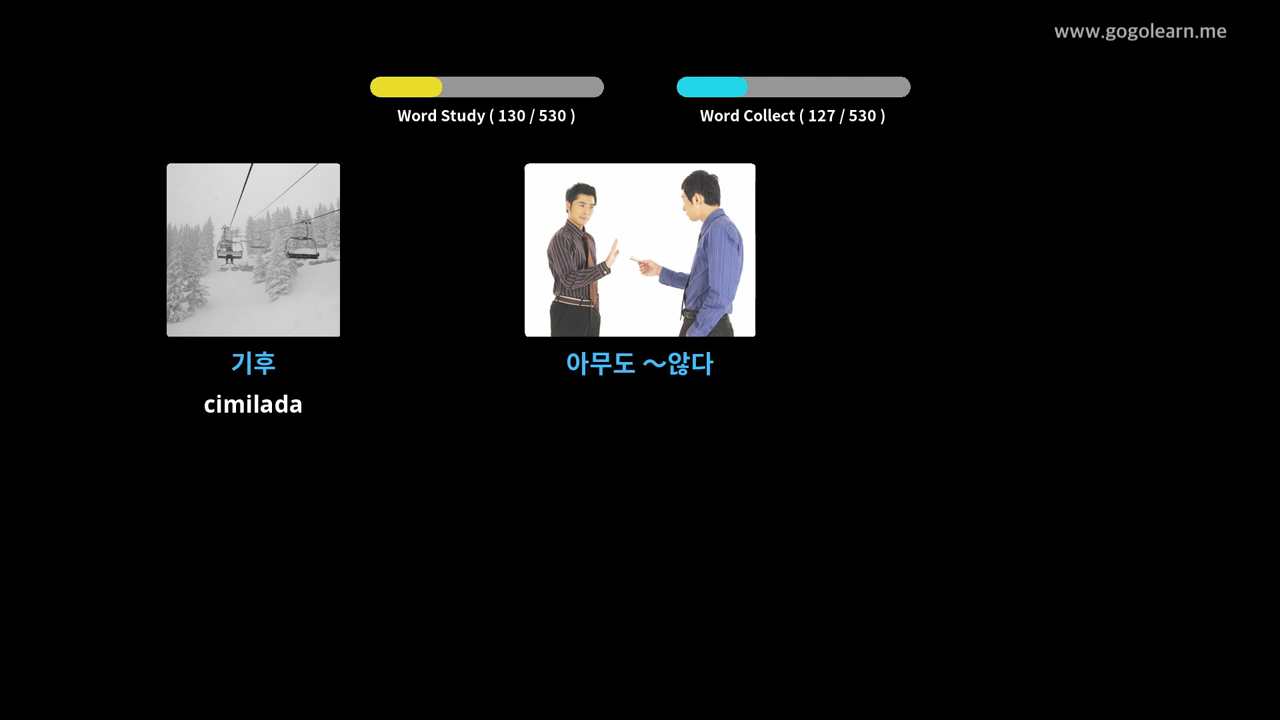 www.gogolearn.me
Word Study ( 130 / 530 )
Word Collect ( 127 / 530 )
기후
cimilada
아무도 ～않다